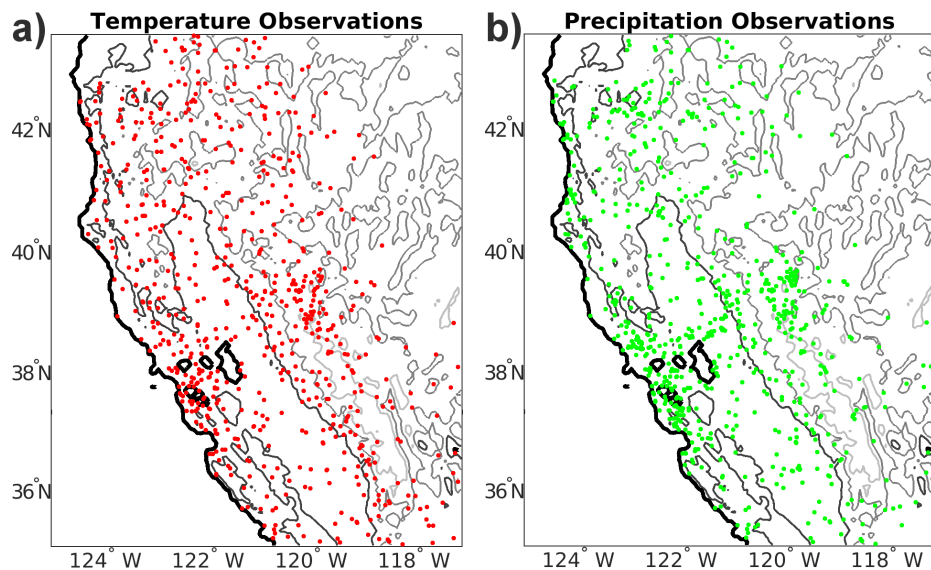 a) Temperature Observations
b) Precipitation Observations
42°N
40°N
38°N
36°N
124° W
122° W
120° W
118° W
42°N
40°N
38°N
36°N
124° W
122° W
120° W
118° W